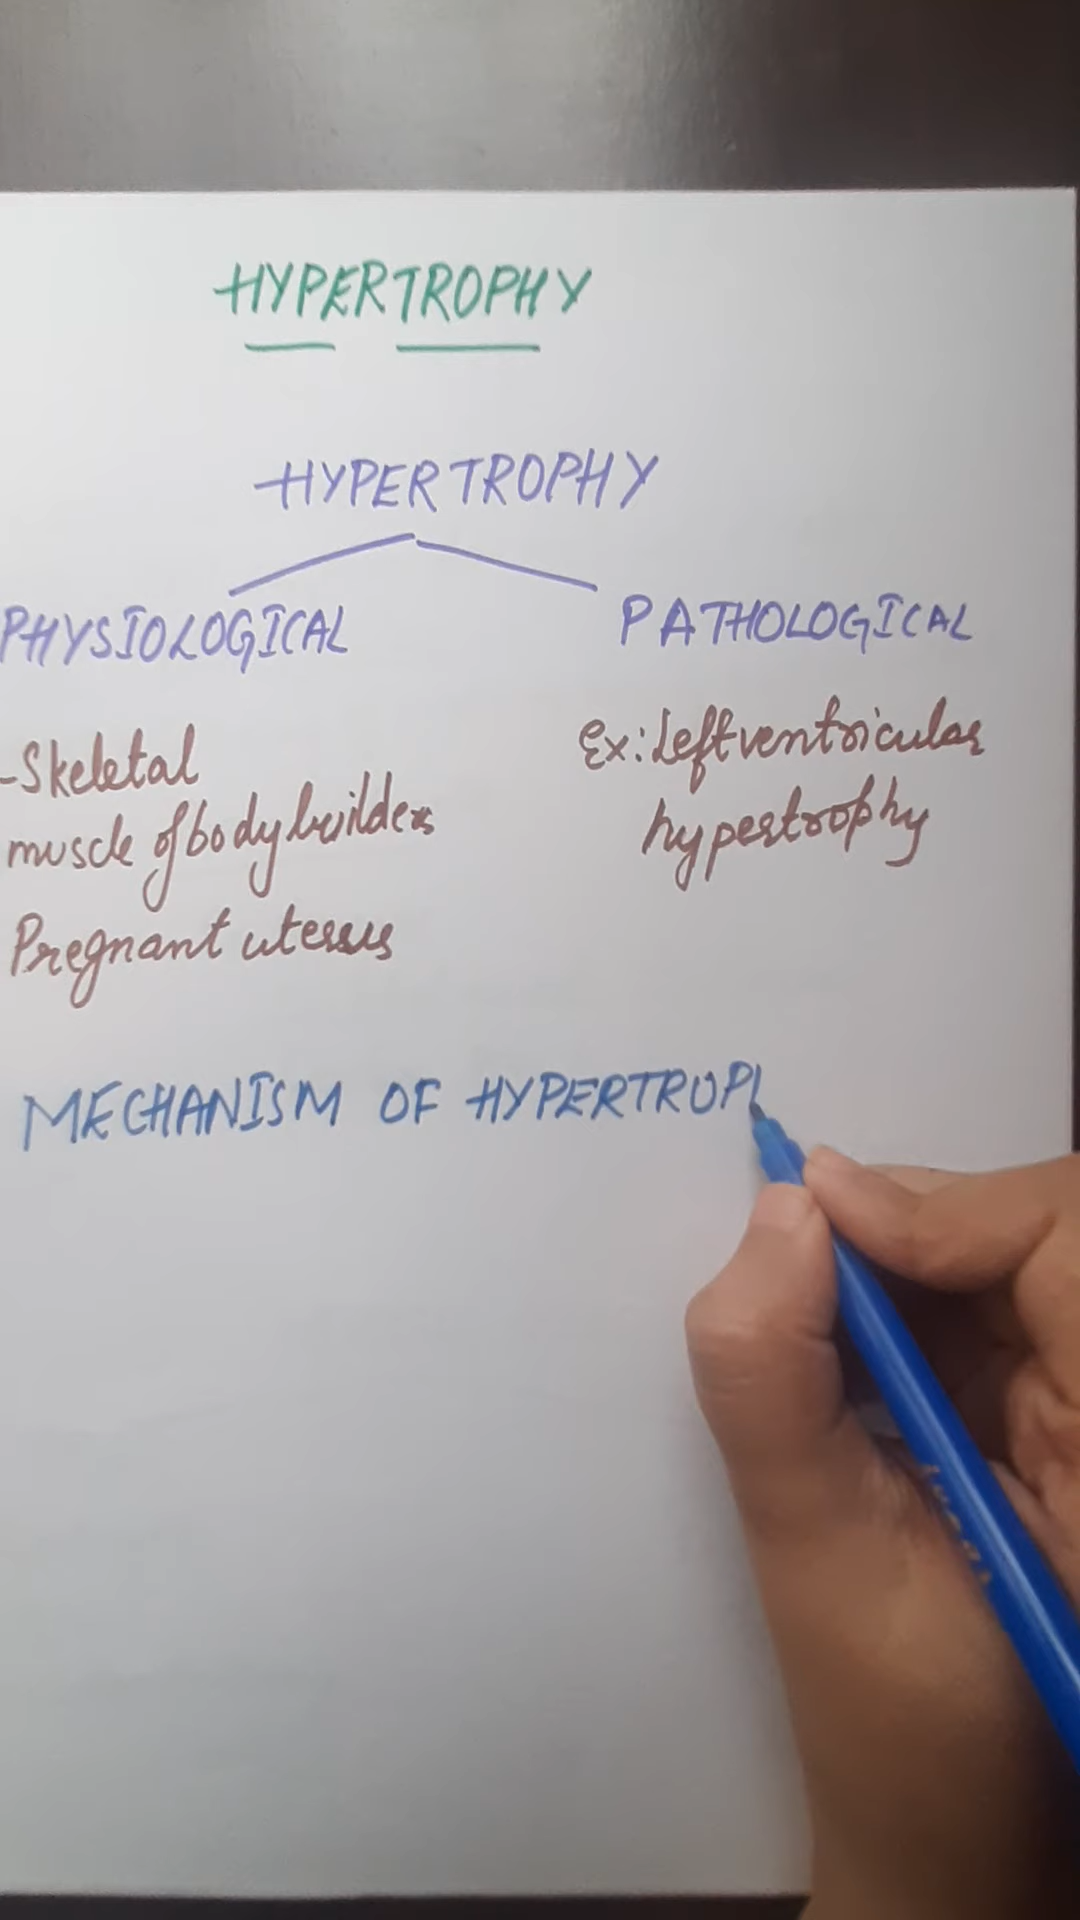 HYPERTROPHY
HYPERTROPHY
PHYSIOLOGICAL
PATHOLOGICAL
-Skeletal
muscle of bodybuilders
Pregnant uterus
Ex: Left ventricular
hypertrophy
MECHANISM OF HYPERTROP